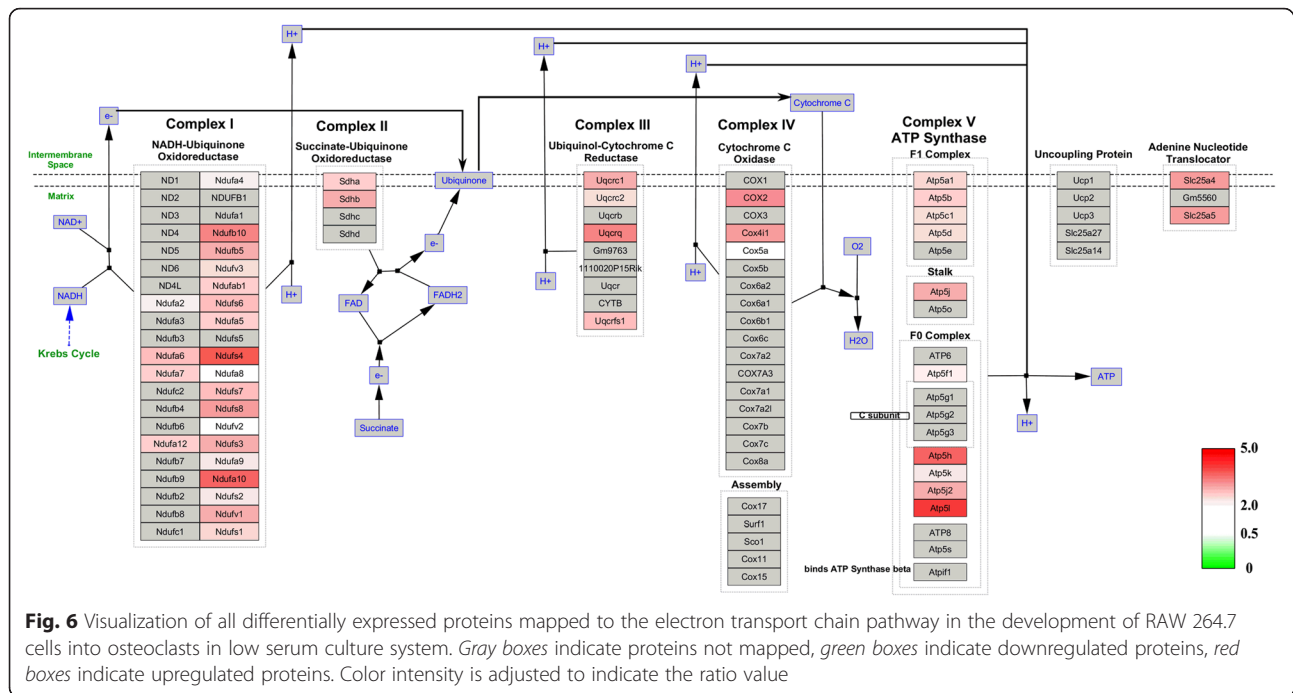 H+
H+
H+
e-
Cytochrome C
Complex I
NADH-Ubiquinone
Oxidoreductase
Complex II
Succinate-Ubiquinone
Oxidoreductase
Complex III
Ubiquinol-Cytochrome C
Reductase
Complex IV
Cytochrome C
Oxidase
Complex V
ATP Synthase
F1 Complex
Uncoupling Protein
Adenine Nucleotide
Translocator
Intermembrane
Space
Matrix
NAD+
NADH
Krebs Cycle
ND1 Ndufa4
ND2 NDUFB1
ND3 Ndufa1
ND4 Ndufb10
ND5 Ndufb5
ND6 Ndufv3
ND4L Ndufab1
Ndufa2 Ndufs6
Ndufa3 Ndufa5
Ndufb3 Ndufs5
Ndufa6 Ndufs4
Ndufa7 Ndufa8
Ndufc2 Ndufs7
Ndufb4 Ndufs8
Ndufb6 Ndufv2
Ndufa12 Ndufs3
Ndufb7 Ndufa9
Ndufb9 Ndufa10
Ndufb2 Ndufs2
Ndufb8 Ndufv1
Ndufc1 Ndufs1
H+
Sdha
Sdhb
Sdhc
Sdhd
Ubiquinone
e-
FAD
FADH2
e-
Succinate
H+
Uqcrc1
Uqcrc2
Uqcrb
Uqcrq
Gm9763
1110020P15Rik
Uqcr
CYTB
Uqcrfs1
H+
COX1
COX2
COX3
Cox4i1
Cox5a
Cox5b
Cox6a2
Cox6a1
Cox6b1
Cox6c
Cox7a2
COX7A3
Cox7a1
Cox7a2l
Cox7b
Cox7c
Cox8a
Assembly
Cox17
Surf1
Sco1
Cox11
Cox15
O2
H2O
Atp5a1
Atp5b
Atp5c1
Atp5d
Atp5e
Stalk
Atp5j
Atp5o
F0 Complex
ATP6
Atp5f1
C subunit
Atp5g1
Atp5g2
Atp5g3
Atp5h
Atp5k
Atp5j2
Atp5l
ATP8
Atp5s
binds ATP Synthase beta
Atpif1
Ucp1
Ucp2
Ucp3
Slc25a27
Slc25a14
Slc25a4
Gm5560
Slc25a5
ATP
H+
5.0
2.0
0.5
0
Fig. 6 Visualization of all differentially expressed proteins mapped to the electron transport chain pathway in the development of RAW 264.7
cells into osteoclasts in low serum culture system. Gray boxes indicate proteins not mapped, green boxes indicate downregulated proteins, red
boxes indicate upregulated proteins. Color intensity is adjusted to indicate the ratio value